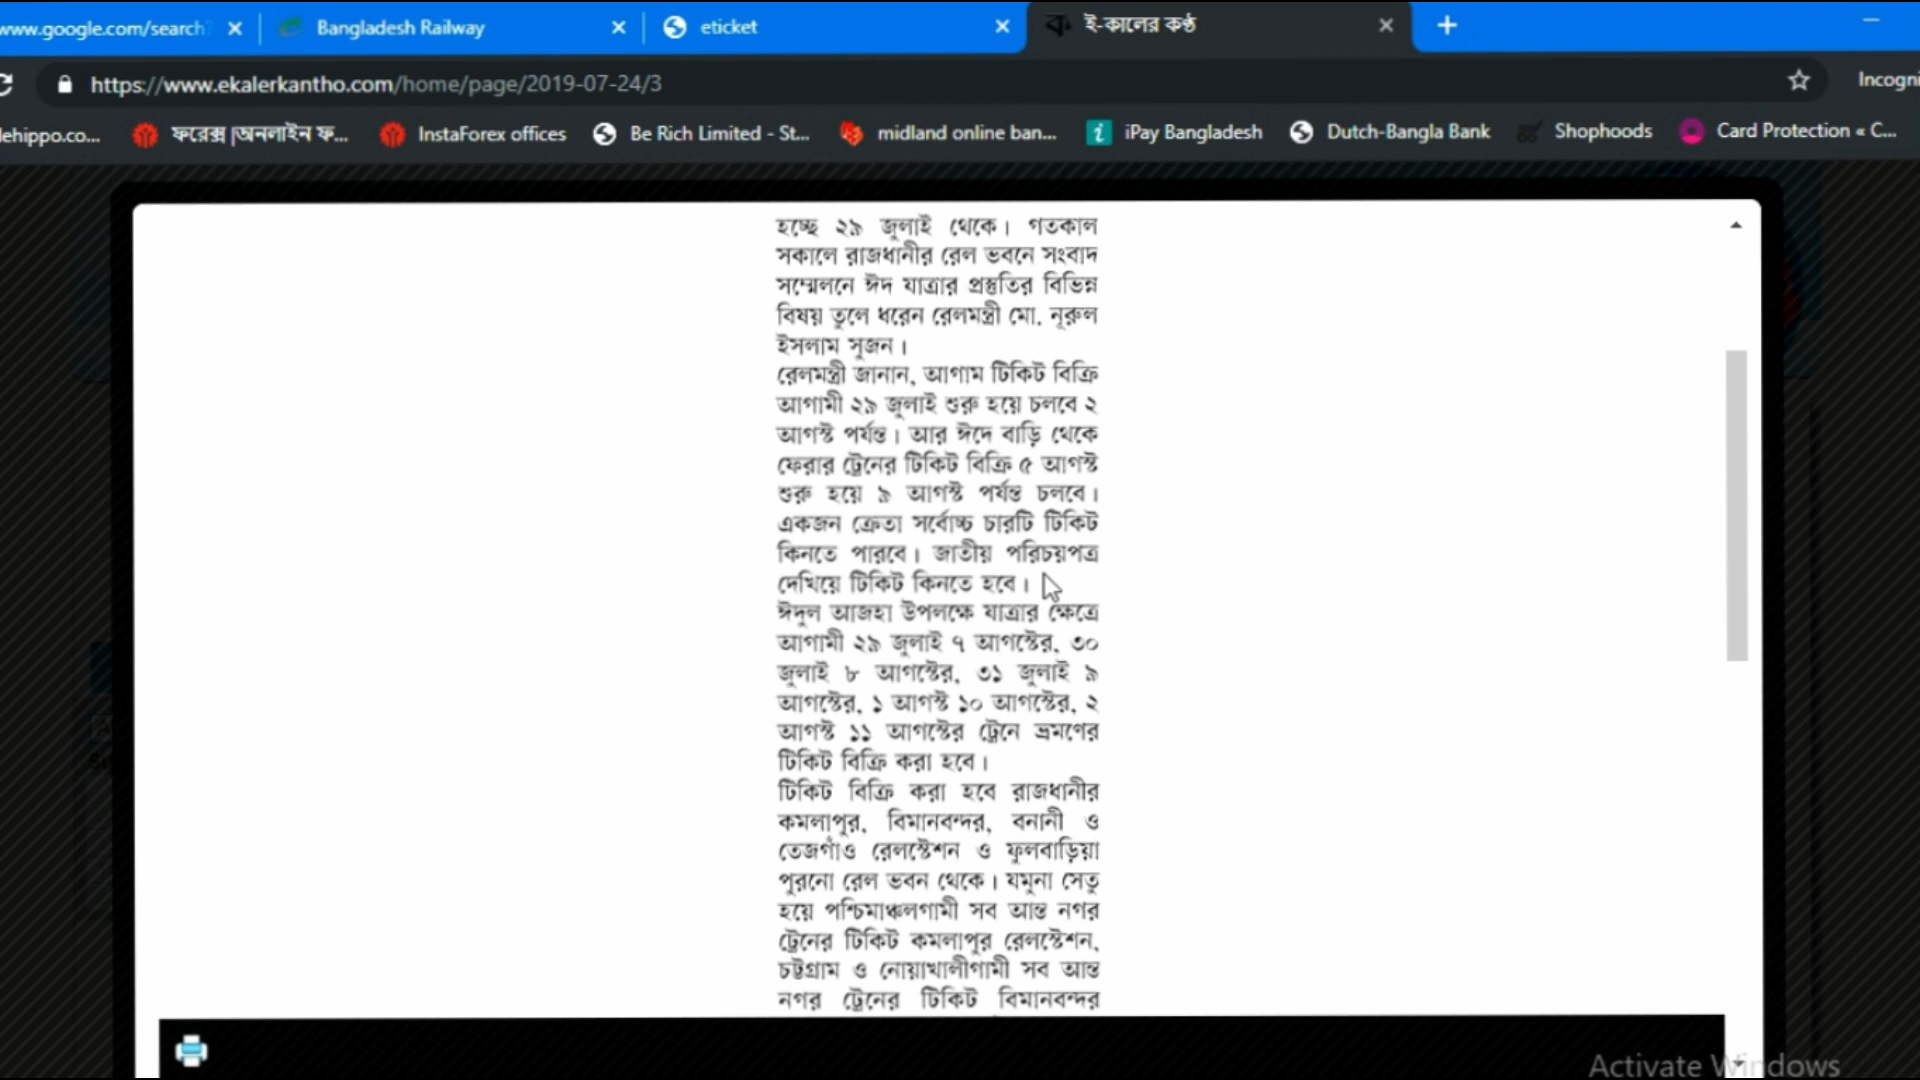 www.google.com/search?
Bangladesh Railway
eticket
ই-কালের কণ্ঠ
https://www.ekalerkantho.com/home/page/2019-07-24/3
Incogni
lehippo.co...
ফরেক্স |অনলাইন ফ...
InstaForex offices
Be Rich Limited - St...
midland online ban...
iPay Bangladesh
Dutch-Bangla Bank
Shophoods
Card Protection « C...
হচ্ছে ২৯ জুলাই থেকে। গতকাল
সকালে রাজধানীর রেল ভবনে সংবাদ
সম্মেলনে ঈদ যাত্রার প্রস্তুতির বিভিন্ন
বিষয় তুলে ধরেন রেলমন্ত্রী মো. নূরুল
ইসলাম সুজন।
রেলমন্ত্রী জানান, আগাম টিকিট বিক্রি
আগামী ২৯ জুলাই শুরু হয়ে চলবে ২
আগস্ট পর্যন্ত। আর ঈদে বাড়ি থেকে
ফেরার ট্রেনের টিকিট বিক্রি ৫ আগস্ট
শুরু হয়ে ৯ আগস্ট পর্যন্ত চলবে।
একজন ক্রেতা সর্বোচ্চ চারটি টিকিট
কিনতে পারবে। জাতীয় পরিচয়পত্র
দেখিয়ে টিকিট কিনতে হবে।
ঈদুল আজহা উপলক্ষে যাত্রার ক্ষেত্রে
আগামী ২৯ জুলাই ৭ আগস্টের, ৩০
জুলাই ৮ আগস্টের, ৩১ জুলাই ৯
আগস্টের, ১ আগস্ট ১০ আগস্টের, ২
আগস্ট ১১ আগস্টের ট্রেনে ভ্রমণের
টিকিট বিক্রি করা হবে।
টিকিট বিক্রি করা হবে রাজধানীর
কমলাপুর, বিমানবন্দর, বনানী ও
তেজগাঁও রেলস্টেশন ও ফুলবাড়িয়া
পুরনো রেল ভবন থেকে। যমুনা সেতু
হয়ে পশ্চিমাঞ্চলগামী সব আন্ত নগর
ট্রেনের টিকিট কমলাপুর রেলস্টেশন,
চট্টগ্রাম ও নোয়াখালীগামী সব আন্ত
নগর ট্রেনের টিকিট বিমানবন্দর
Activate Windows